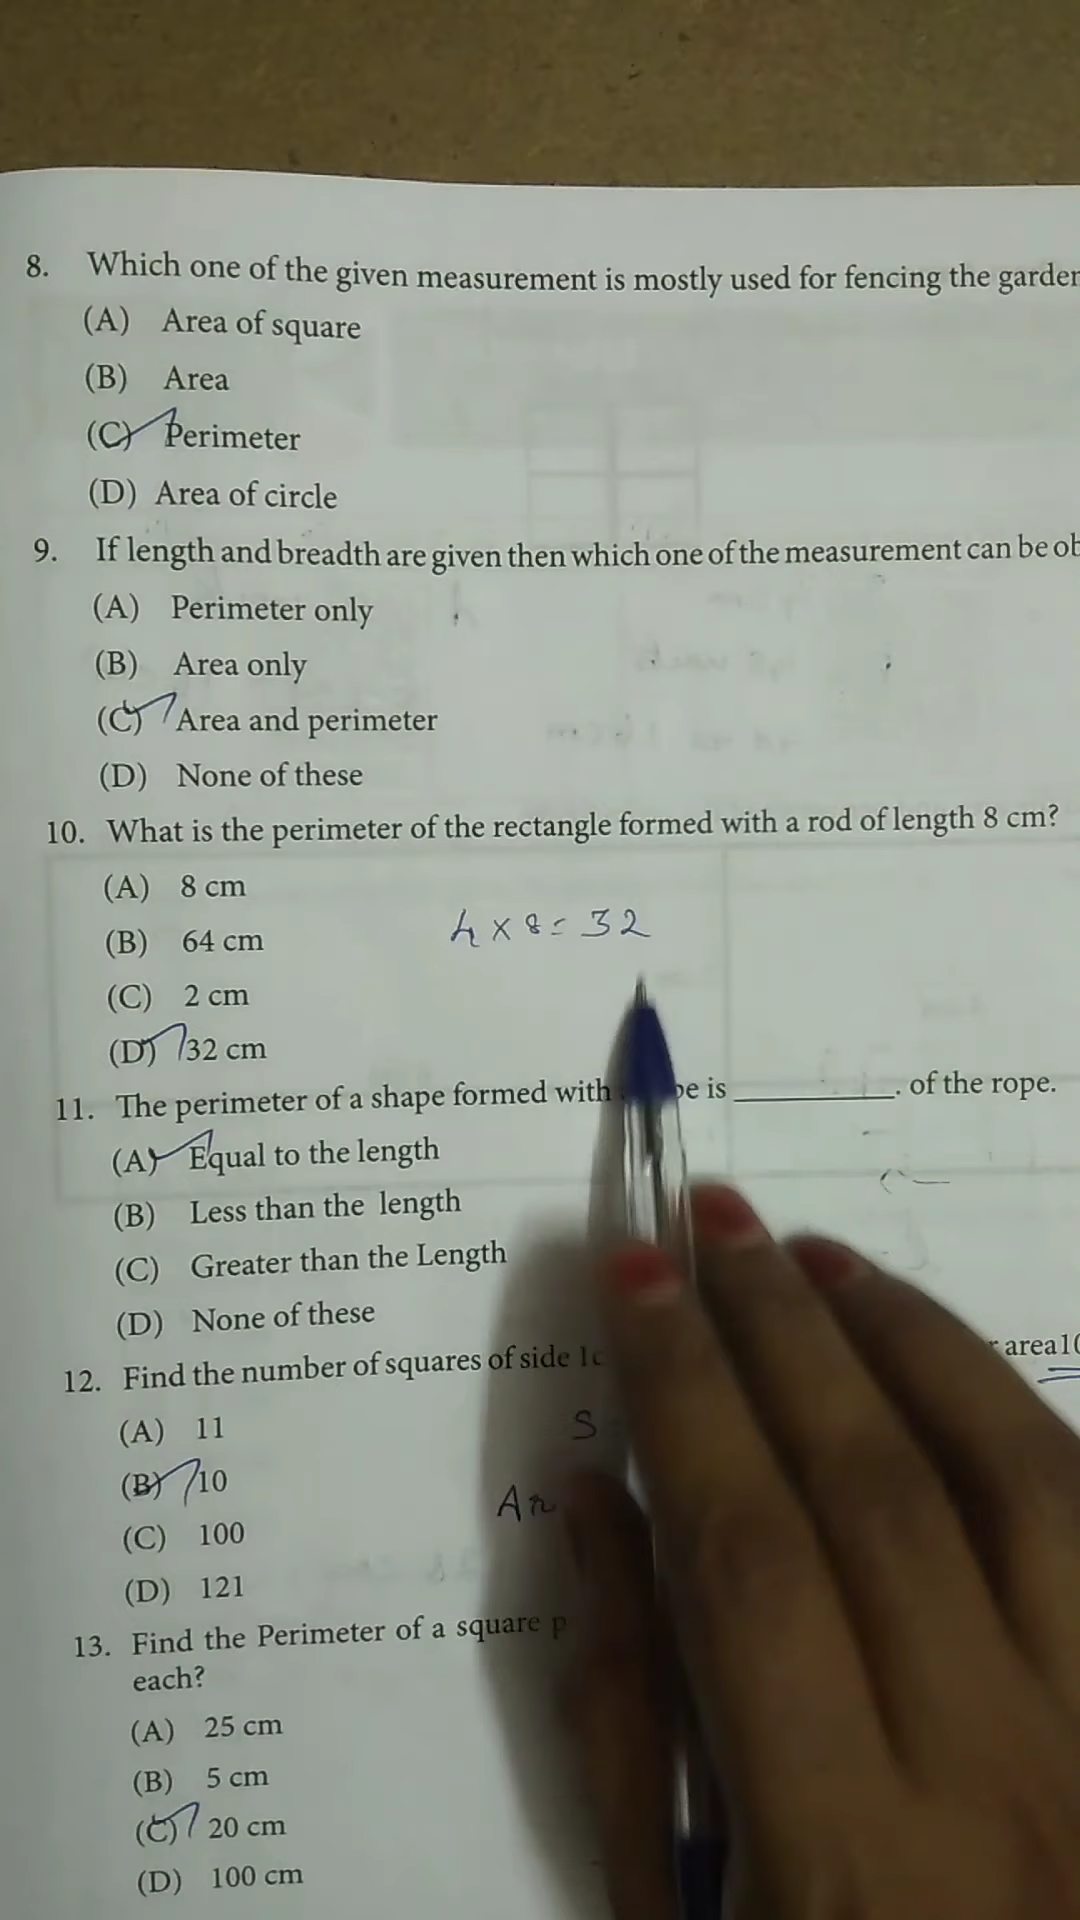 8. Which one of the given measurement is mostly used for fencing the garden
(A) Area of square
(B) Area
(C) Perimeter
(D) Area of circle
9. If length and breadth are given then which one of the measurement can be ob
(A) Perimeter only
(B) Area only
(C) Area and perimeter
(D) None of these
10. What is the perimeter of the rectangle formed with a rod of length 8 cm?
(A) 8 cm
(B) 64 cm
4 x 8 = 32
(C) 2 cm
(D) 32 cm
11. The perimeter of a shape formed with pe is ________. of the rope.
(A) Equal to the length
(B) Less than the length
(C) Greater than the Length
(D) None of these
12. Find the number of squares of side 1c area10
(A) 11
S
(B) 10
(C) 100
(D) 121
13. Find the Perimeter of a square p
each?
(A) 25 cm
(B) 5 cm
(C) 20 cm
(D) 100 cm